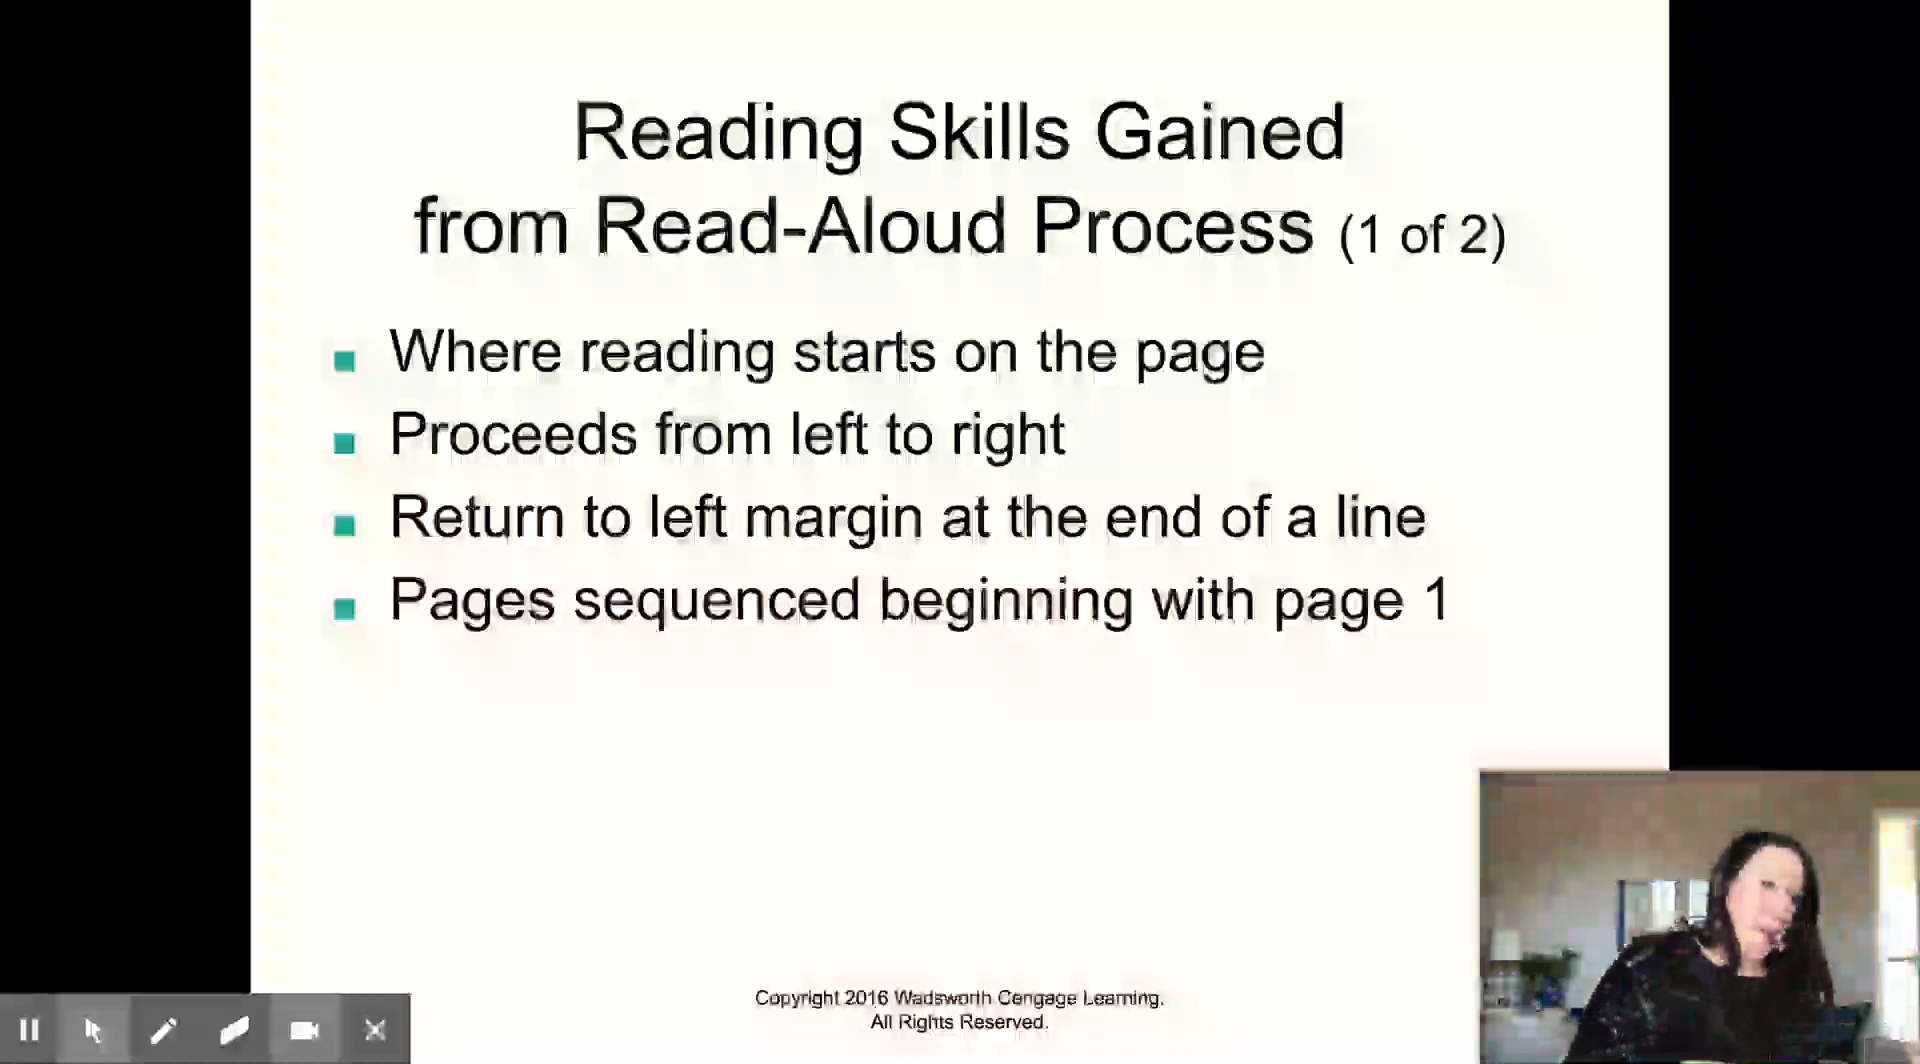 Reading Skills Gained
from Read-Aloud Process (1 of 2)
Where reading starts on the page
Proceeds from left to right
Return to left margin at the end of a line
Pages sequenced beginning with page 1
Copyright 2016 Wadsworth Cengage Learning.
All Rights Reserved.